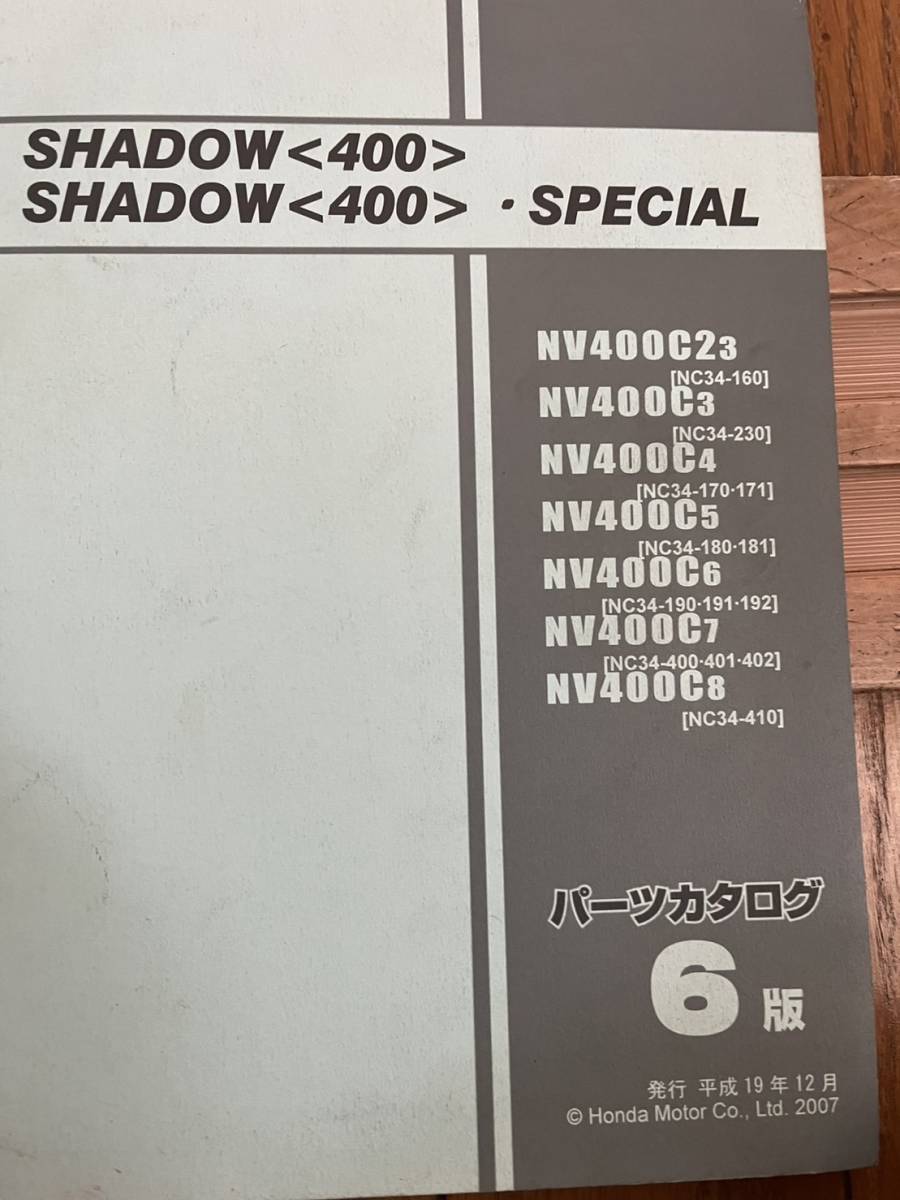 SHADOW<400>
SHADOW<400>・SPECIAL
NV400C23
[NC34-160]
NV400C3
[NC34-230]
NV400C4
[NC34-170·171]
NV400C5
[NC34-180·181]
NV400C6
[NC34-190·191·192]
NV400C7
[NC34-400·401·402]
NV400C8
[NC34-410]
パーツカタログ
6版
発行 平成19年12月
© Honda Motor Co., Ltd. 2007